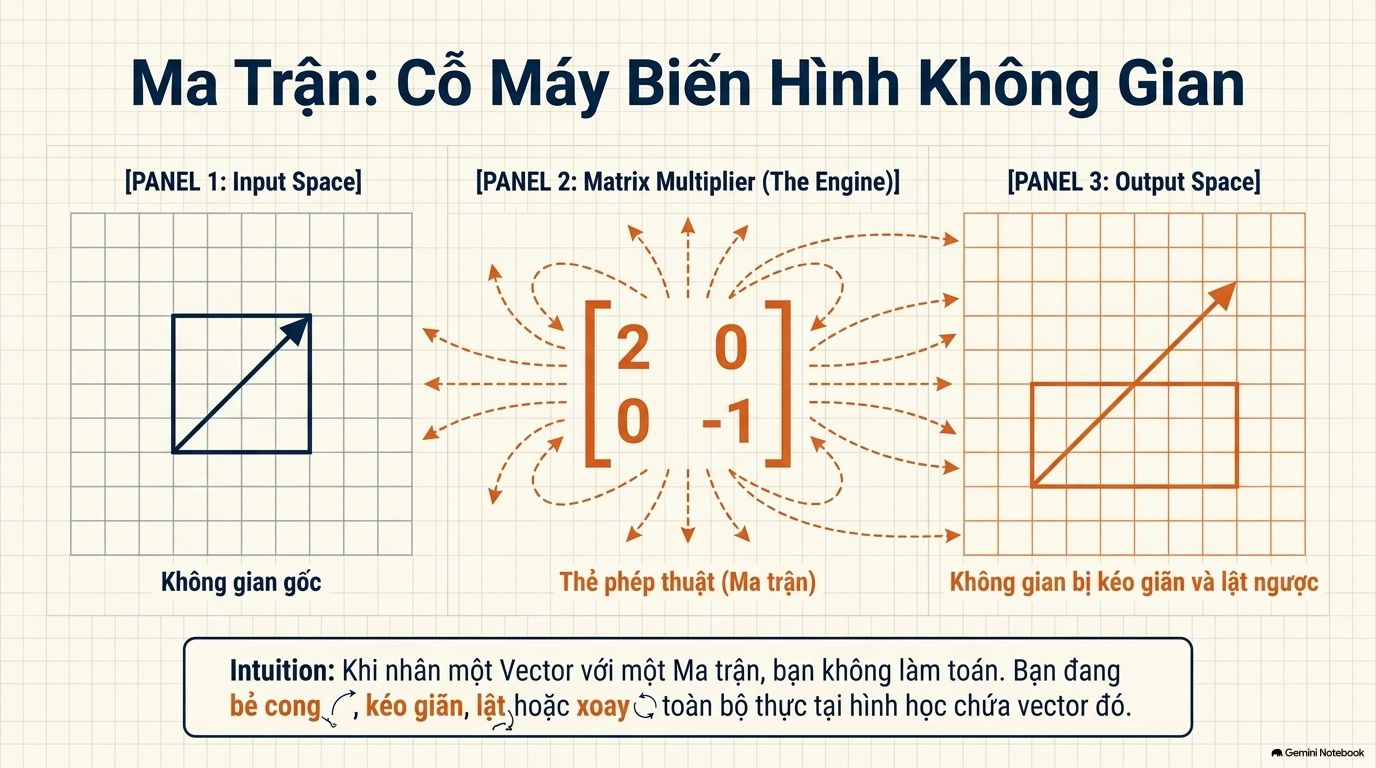 Ma Trận: Cỗ Máy Biến Hình Không Gian
[PANEL 1: Input Space]
[PANEL 2: Matrix Multiplier (The Engine)]
[PANEL 3: Output Space]
2 0
0 -1
Không gian gốc
Thẻ phép thuật (Ma trận)
Không gian bị kéo giãn và lật ngược
Intuition: Khi nhân một Vector với một Ma trận, bạn không làm toán. Bạn đang
bẻ cong, kéo giãn, lật hoặc xoay toàn bộ thực tại hình học chứa vector đó.
Gemini Notebook